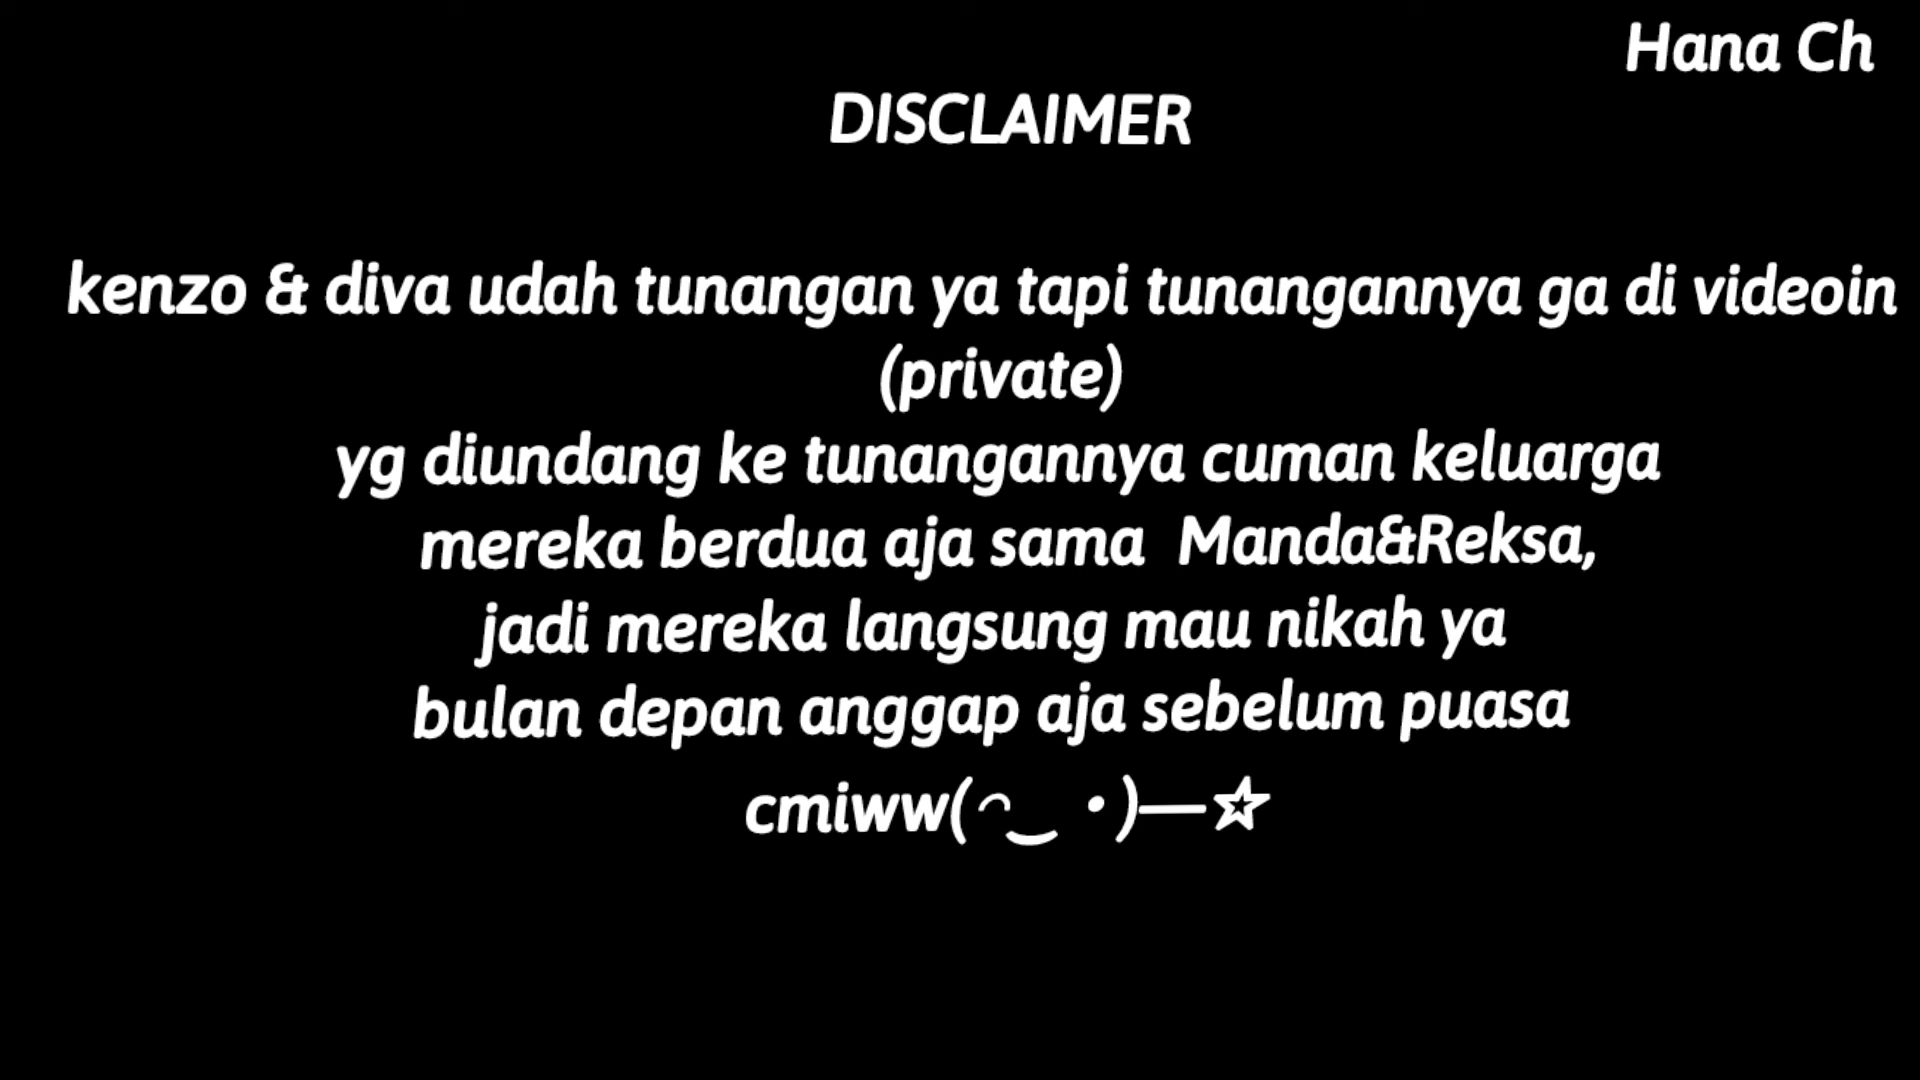 Hana Ch
DISCLAIMER
kenzo & diva udah tunangan ya tapi tunangannya ga di videoin
(private)
yg diundang ke tunangannya cuman keluarga
mereka berdua aja sama Manda&Reksa,
jadi mereka langsung mau nikah ya
bulan depan anggap aja sebelum puasa
cmiww(◠‿・)—☆